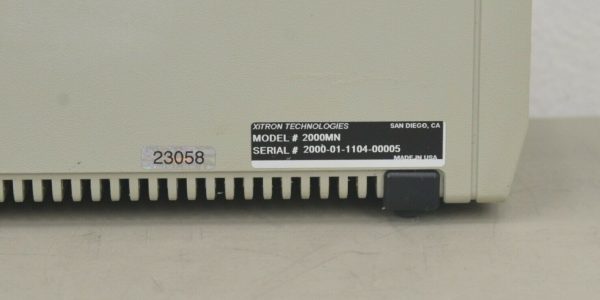 XiTRON TECHNOLOGIES SAN DIEGO, CA
MODEL # 2000MN
SERIAL # 2000-01-1104-00005
MADE IN USA
23058